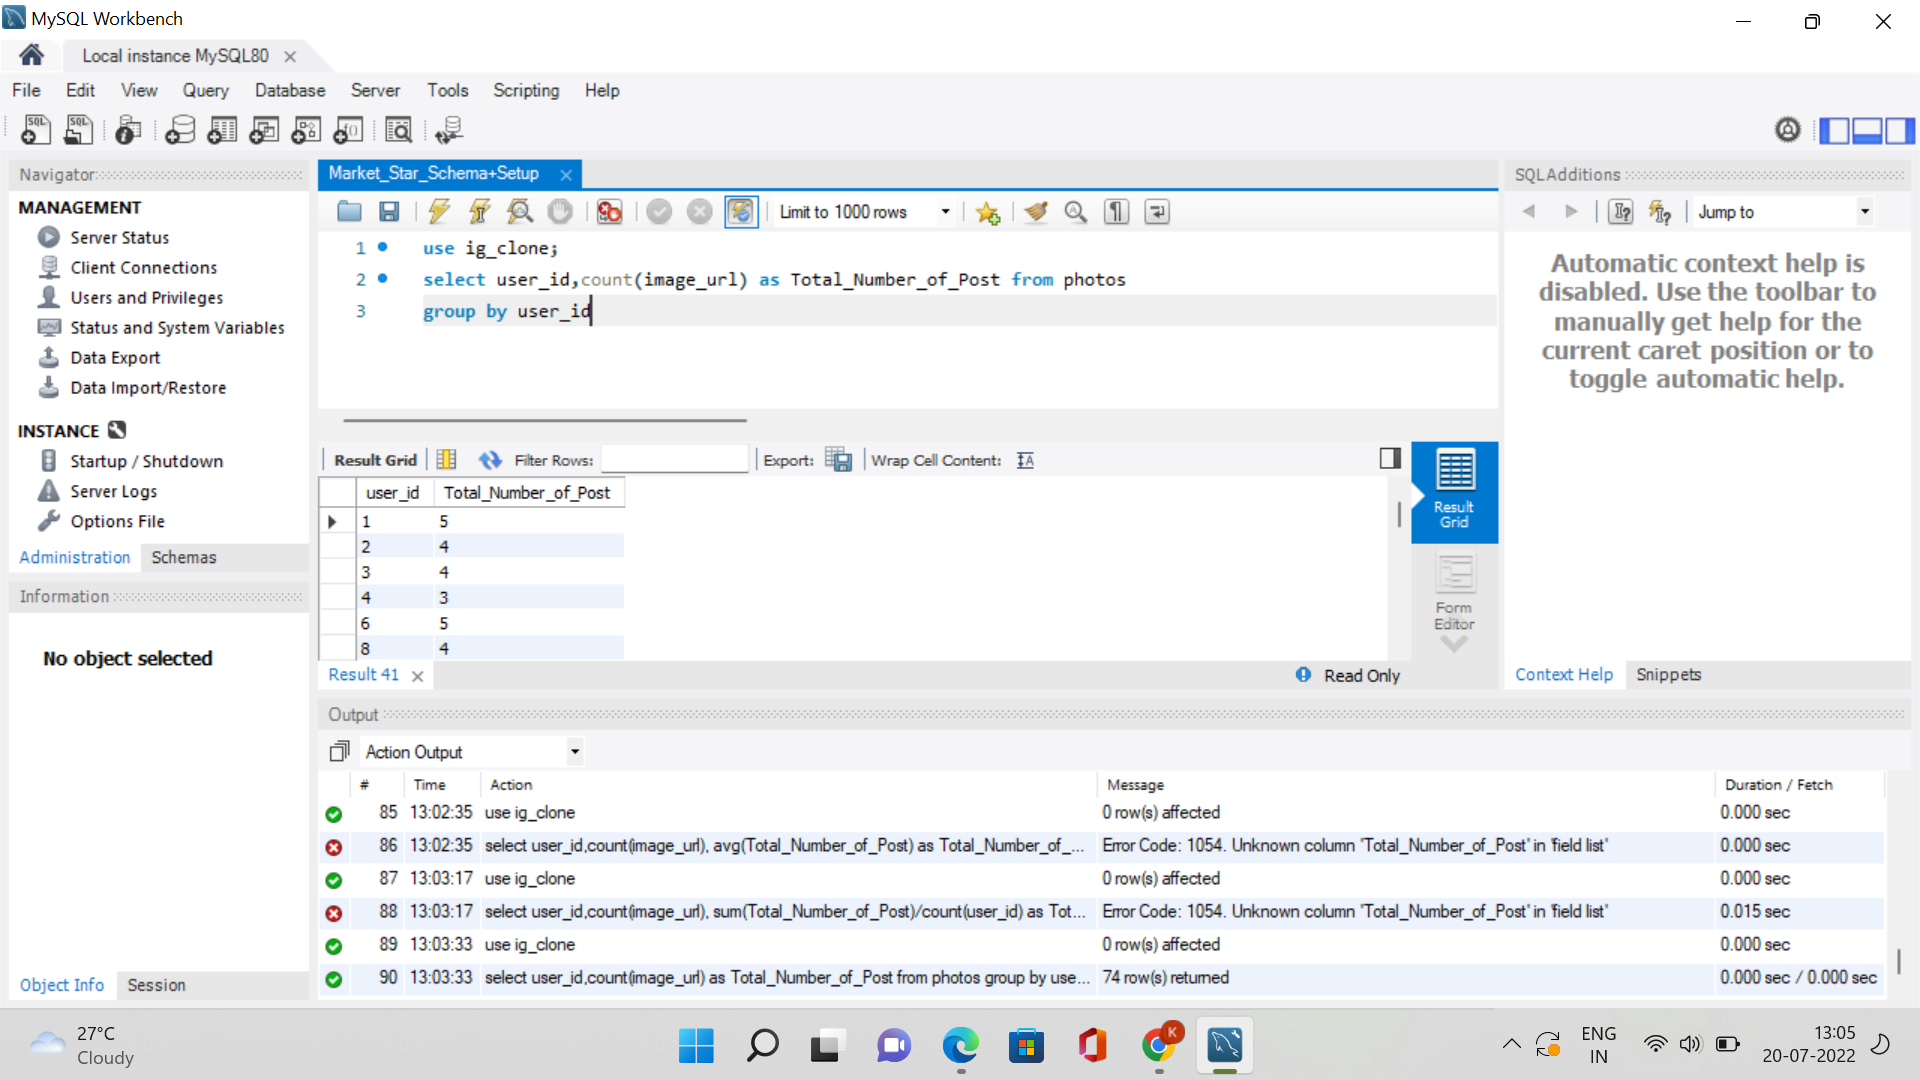 MySQL Workbench
Local instance MySQL80
File Edit View Query Database Server Tools Scripting Help
Navigator
MANAGEMENT
Server Status
Client Connections
Users and Privileges
Status and System Variables
Data Export
Data Import/Restore
INSTANCE
Startup / Shutdown
Server Logs
Options File
Administration Schemas
Information
No object selected
Object Info Session
Market_Star_Schema+Setup
Limit to 1000 rows
1 use ig_clone;
2 select user_id,count(image_url) as Total_Number_of_Post from photos
3 group by user_id
Result Grid Filter Rows: Export: Wrap Cell Content:
user_id Total_Number_of_Post
1 5
2 4
3 4
4 3
6 5
8 4
Result Grid
Form Editor
Result 41 Read Only
SQLAdditions
Jump to
Automatic context help is
disabled. Use the toolbar to
manually get help for the
current caret position or to
toggle automatic help.
Context Help Snippets
Output
Action Output
# Time Action Message Duration / Fetch
85 13:02:35 use ig_clone 0 row(s) affected 0.000 sec
86 13:02:35 select user_id,count(image_url), avg(Total_Number_of_Post) as Total_Number_of_... Error Code: 1054. Unknown column 'Total_Number_of_Post' in 'field list' 0.000 sec
87 13:03:17 use ig_clone 0 row(s) affected 0.000 sec
88 13:03:17 select user_id,count(image_url), sum(Total_Number_of_Post)/count(user_id) as Tot... Error Code: 1054. Unknown column 'Total_Number_of_Post' in 'field list' 0.015 sec
89 13:03:33 use ig_clone 0 row(s) affected 0.000 sec
90 13:03:33 select user_id,count(image_url) as Total_Number_of_Post from photos group by use... 74 row(s) returned 0.000 sec / 0.000 sec
27°C
Cloudy
K
ENG
IN
13:05
20-07-2022